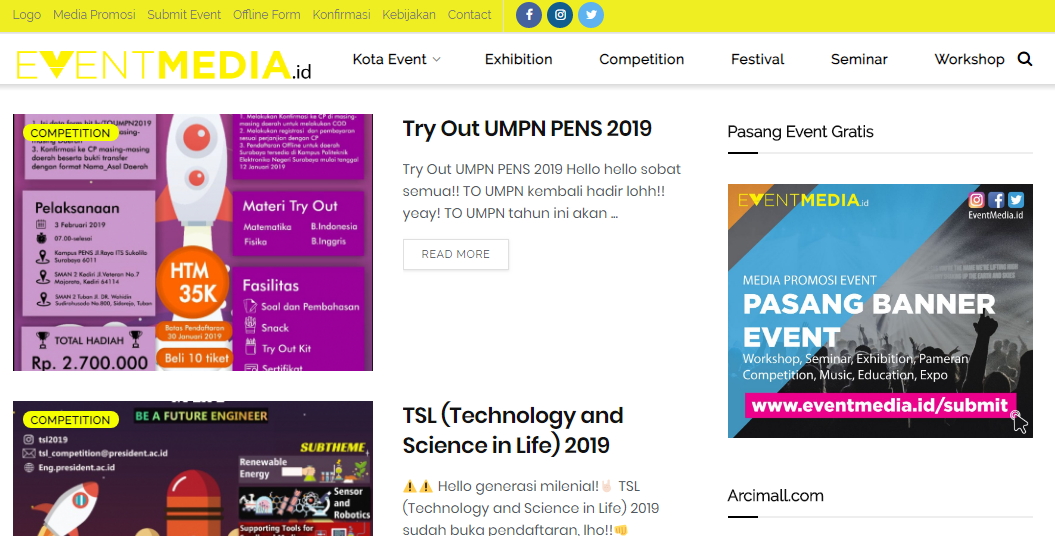 Logo Media Promosi Submit Event Offline Form Konfirmasi Kebijakan Contact
EVENTMEDIA.id
Kota Event Exhibition Competition Festival Seminar Workshop
COMPETITION
masing Daerah
3. Konfirmasi ke CP masing-
masing daerah beserta bukti transfer
dengan format Nama_Asal Daerah
1. Melakukan Konfirmasi ke CP di masing-
masing daerah untuk melakukan COD
2. Melakukan registrasi dan pembayaran
sesuai perjanjian dengan CP
3. Pendaftaran Offline untuk daerah
Surabaya tersedia di Kampus Politeknik
Elektronika Negeri Surabaya mulai tanggal
12 Januari 2019
Pelaksanaan
3 Februari 2019
07.00-selesai
Kampus PENS Jl.Raya ITS Sukolilo
Surabaya 6011
SMAN 2 Kediri Jl.Veteran No.7
Mojoroto, Kediri 64114
SMAN 2 Tuban Jl. DR. Wahidin
Sudirohusodo No.800, Sidorejo, Tuban
TOTAL HADIAH
Rp. 2.700.000
HTM
35K
Batas Pendaftaran
30 Januari 2019
Beli 10 tiket
Materi Try Out
Matematika B.Indonesia
Fisika B.Inggris
Fasilitas
Soal dan Pembahasan
Snack
Try Out Kit
Sertifikat
Try Out UMPN PENS 2019
Try Out UMPN PENS 2019 Hello hello sobat
semua!! TO UMPN kembali hadir lohh!!
yeay! TO UMPN tahun ini akan ...
READ MORE
Pasang Event Gratis
EVENTMEDIA.id
EventMedia.id
MEDIA PROMOSI EVENT
PASANG BANNER
EVENT
Workshop, Seminar, Exhibition, Pameran
Competition, Music, Education, Expo
www.eventmedia.id/submit
COMPETITION
BE A FUTURE ENGINEER
tsl2019
tsl_competition@president.ac.id
Eng.president.ac.id
SUBTHEME
Renewable
Energy
Sensor
and
Robotics
Supporting Tools for
TSL (Technology and
Science in Life) 2019
⚠️⚠️ Hello generasi milenial!!🤘🏻 TSL
(Technology and Science in Life) 2019
sudah buka pendaftaran, lho!!👊
Arcimall.com